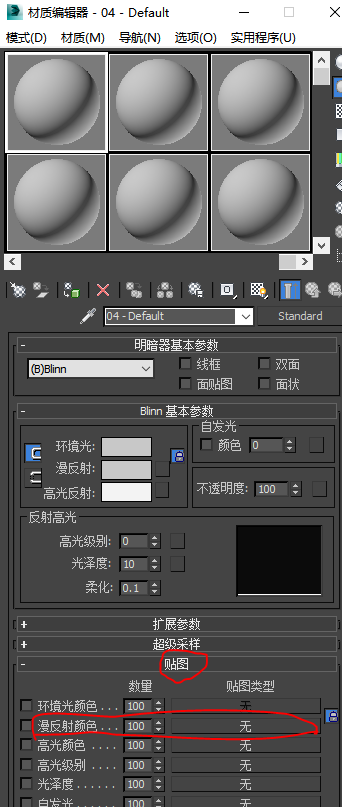 材质编辑器 - 04 - Default
模式(D) 材质(M) 导航(N) 选项(O) 实用程序(U)
04 - Default Standard
明暗器基本参数
(B)Blinn 线框 双面
面贴图 面状
Blinn 基本参数
自发光
环境光: 颜色 0
漫反射:
高光反射: 不透明度: 100
反射高光
高光级别: 0
光泽度: 10
柔化: 0.1
+ 扩展参数
+ 超级采样
- 贴图
数量 贴图类型
环境光颜色 . . . 100 无
漫反射颜色 . . . 100 无
高光颜色 . . . . 100 无
高光级别 . . . . 100 无
光泽度 . . . . . . 100 无
自发光 . . . . . . 100 无